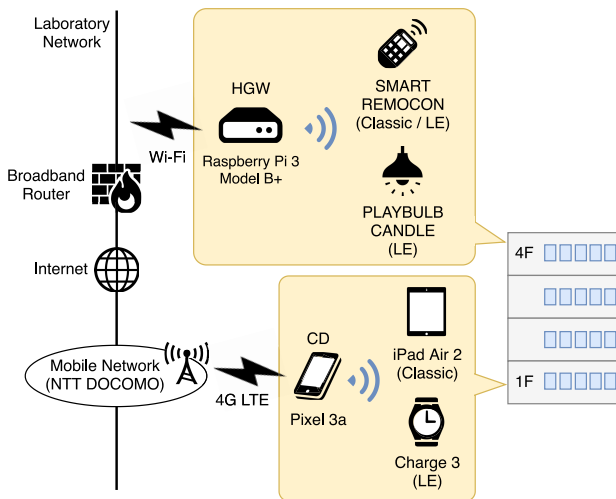 Laboratory
Network
HGW
Raspberry Pi 3
Model B+
SMART
REMOCON
(Classic / LE)
PLAYBULB
CANDLE
(LE)
Wi-Fi
Broadband
Router
Internet
Mobile Network
(NTT DOCOMO)
4G LTE
CD
Pixel 3a
iPad Air 2
(Classic)
Charge 3
(LE)
4F
1F